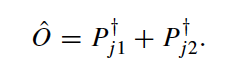 Ô = P†j1 + P†j2.